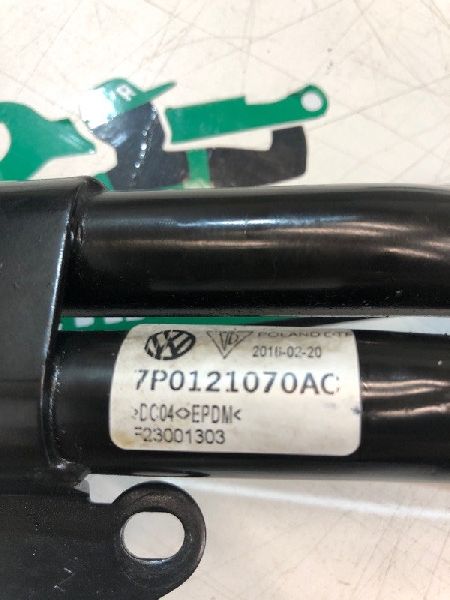 POLAND
2016-02-20
7P0121070AC
>DC04<>EPDM<
F23001303